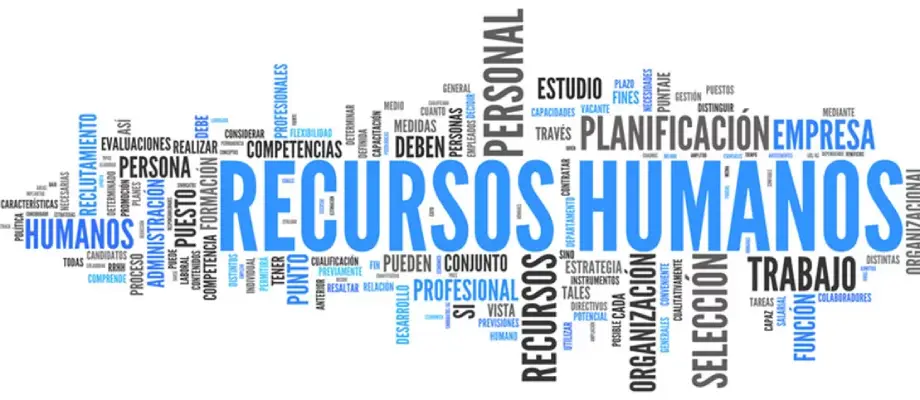 PERSONAL
ESTUDIO
PLAZO
FINES
NECESIDADES
PUNTAJE
GESTIÓN
PUESTOS
DISTINGUIR
CAPACIDADES
VACANTE
MEDIANTE
TRAVÉS
PLANIFICACIÓN
EMPRESA
GENERAL
MEDIO
CUANTO
DECIDIR
MEDIDAS
DEBEN
PERSONAS
EMPLEADOS
DETERMINAR
DEFINIDA
CAPACITACIÓN
PROFESIONALES
FLEXIBILIDAD
CONSIDERAR
COMPETENCIAS
DEBE
REALIZAR
ASÍ
EVALUACIONES
RECLUTAMIENTO
PERSONA
FORMACIÓN
PUESTO
ADMINISTRACIÓN
PROMOCIÓN
DETERMINADO
PLANES
NECESARIAS
CARACTERÍSTICAS
POLÍTICA
HUMANOS
RECURSOS HUMANOS
CONTRATAR
DEPARTAMENTO
ORGANIZACIONAL
TODAS
CANDIDATOS
RRHH
COMPRENDE
PROCESO
PUEDE
LABORAL
CONTENIDOS
COMPETENCIA
DISTINTOS
INDIVIDUAL
PERMITIRÁ
TENER
PUNTO
CUALIFICACIÓN
PREVIAMENTE
ANTERIOR
RESALTAR
FIN
RELACIÓN
PUEDEN
CONJUNTO
DESARROLLO
PROFESIONAL
SI
VISTA
PREVISIONES
HUMANO
RECURSOS
SINO
ESTRATEGIA
INSTRUMENTOS
TALES
DIRECTIVOS
POTENCIAL
UTILIZAR
POSIBLE
CADA
ORGANIZACIÓN
GENERALES
CONVENIENTE
CUALITATIVAMENTE
SELECCIÓN
TRABAJO
DISTINTAS
TAREAS
CAPAZ
SALARIAL
FUNCIÓN
COLABORADORES